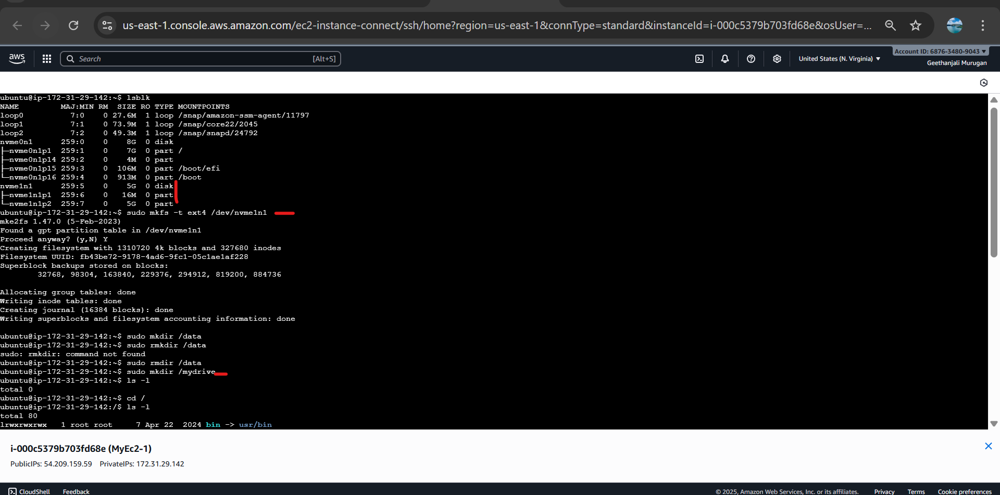 us-east-1.console.aws.amazon.com/ec2-instance-connect/ssh/home?region=us-east-1&connType=standard&instanceId=i-000c5379b703fd68e&osUser=...
aws
Search [Alt+S]
United States (N. Virginia) ▼
Account ID: 6876-3480-9043 ▼
Geethanjali Murugan
ubuntu@ip-172-31-29-142:~$ lsblk
NAME         MAJ:MIN RM  SIZE RO TYPE MOUNTPOINTS
loop0          7:0    0 27.6M  1 loop /snap/amazon-ssm-agent/11797
loop1          7:1    0 73.9M  1 loop /snap/core22/2045
loop2          7:2    0 49.3M  1 loop /snap/snapd/24792
nvme0n1      259:0    0    8G  0 disk
├─nvme0n1p1  259:1    0    7G  0 part /
├─nvme0n1p14 259:2    0    4M  0 part
├─nvme0n1p15 259:3    0  106M  0 part /boot/efi
└─nvme0n1p16 259:4    0  913M  0 part /boot
nvme1n1      259:5    0    5G  0 disk
├─nvme1n1p1  259:6    0   16M  0 part
└─nvme1n1p2  259:7    0    5G  0 part
ubuntu@ip-172-31-29-142:~$ sudo mkfs -t ext4 /dev/nvme1n1
mke2fs 1.47.0 (5-Feb-2023)
Found a gpt partition table in /dev/nvme1n1
Proceed anyway? (y,N) Y
Creating filesystem with 1310720 4k blocks and 327680 inodes
Filesystem UUID: fb43be72-9178-4ad6-9fc1-05c1ae1af228
Superblock backups stored on blocks:
        32768, 98304, 163840, 229376, 294912, 819200, 884736
Allocating group tables: done
Writing inode tables: done
Creating journal (16384 blocks): done
Writing superblocks and filesystem accounting information: done
ubuntu@ip-172-31-29-142:~$ sudo mkdir /data
ubuntu@ip-172-31-29-142:~$ sudo rmkdir /data
sudo: rmkdir: command not found
ubuntu@ip-172-31-29-142:~$ sudo rmdir /data
ubuntu@ip-172-31-29-142:~$ sudo mkdir /mydrive
ubuntu@ip-172-31-29-142:~$ ls -l
total 0
ubuntu@ip-172-31-29-142:~$ cd /
ubuntu@ip-172-31-29-142:/$ ls -l
total 80
lrwxrwxrwx   1 root root     7 Apr 22  2024 bin -> usr/bin
i-000c5379b703fd68e (MyEc2-1)
PublicIPs: 54.209.159.59 PrivateIPs: 172.31.29.142
CloudShell Feedback © 2025, Amazon Web Services, Inc. or its affiliates. Privacy Terms Cookie preferences